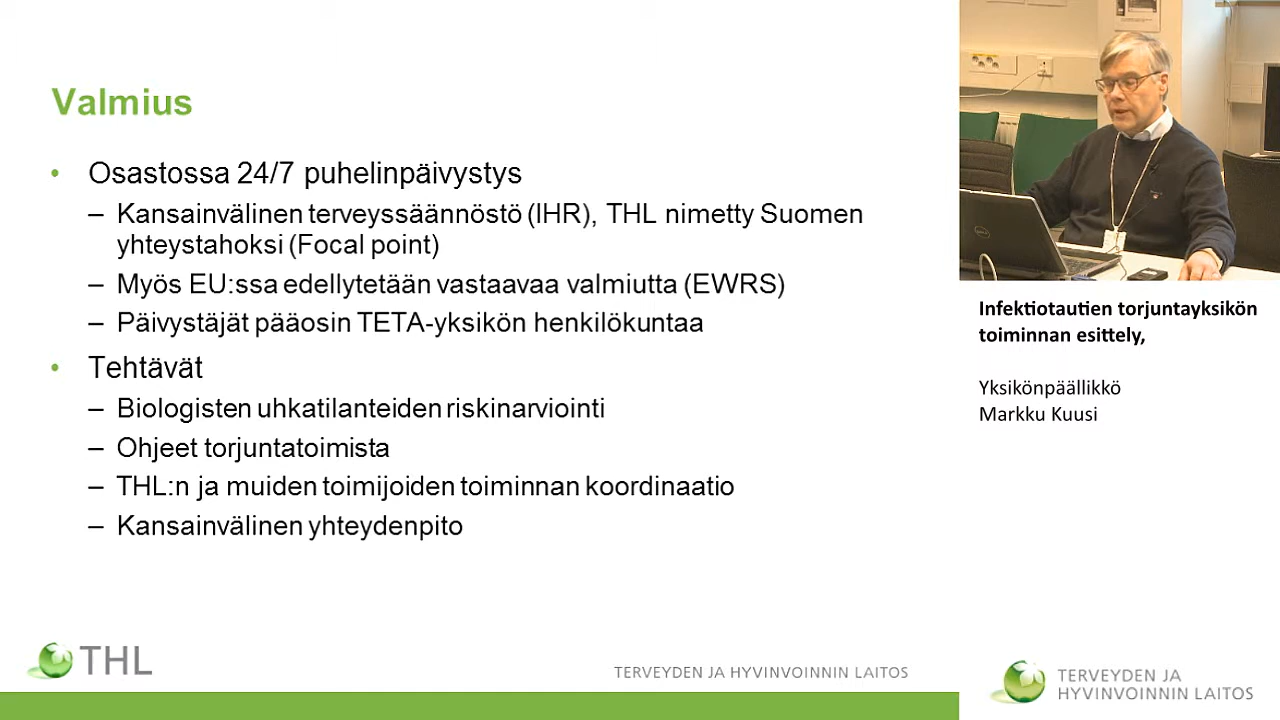 Valmius
• Osastossa 24/7 puhelinpäivystys
– Kansainvälinen terveyssäännöstö (IHR), THL nimetty Suomen
yhteystahoksi (Focal point)
– Myös EU:ssa edellytetään vastaavaa valmiutta (EWRS)
– Päivystäjät pääosin TETA-yksikön henkilökuntaa
• Tehtävät
– Biologisten uhkatilanteiden riskinarviointi
– Ohjeet torjuntatoimista
– THL:n ja muiden toimijoiden toiminnan koordinaatio
– Kansainvälinen yhteydenpito
THL
TERVEYDEN JA HYVINVOINNIN LAITOS
Infektiotautien torjuntayksikön
toiminnan esittely,
Yksikönpäällikkö
Markku Kuusi
TERVEYDEN JA
HYVINVOINNIN LAITOS